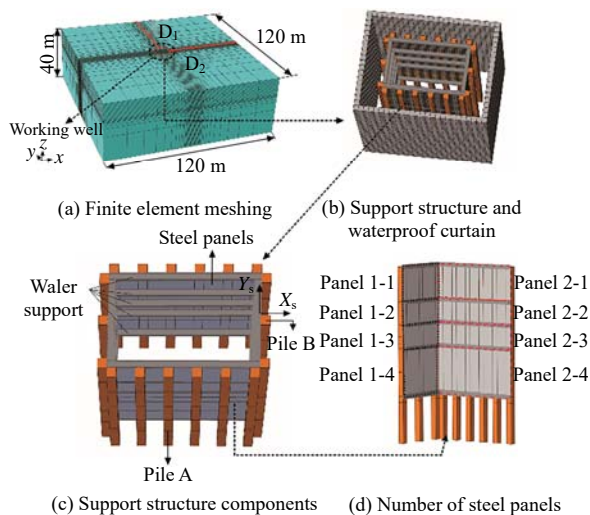 D₁
120 m
40 m
D₂
Working well
z
y
x
120 m
(a) Finite element meshing
(b) Support structure and
waterproof curtain
Steel panels
Waler
support
Yₛ
Xₛ
Pile B
Pile A
(c) Support structure components
Panel 1-1
Panel 2-1
Panel 1-2
Panel 2-2
Panel 1-3
Panel 2-3
Panel 1-4
Panel 2-4
(d) Number of steel panels